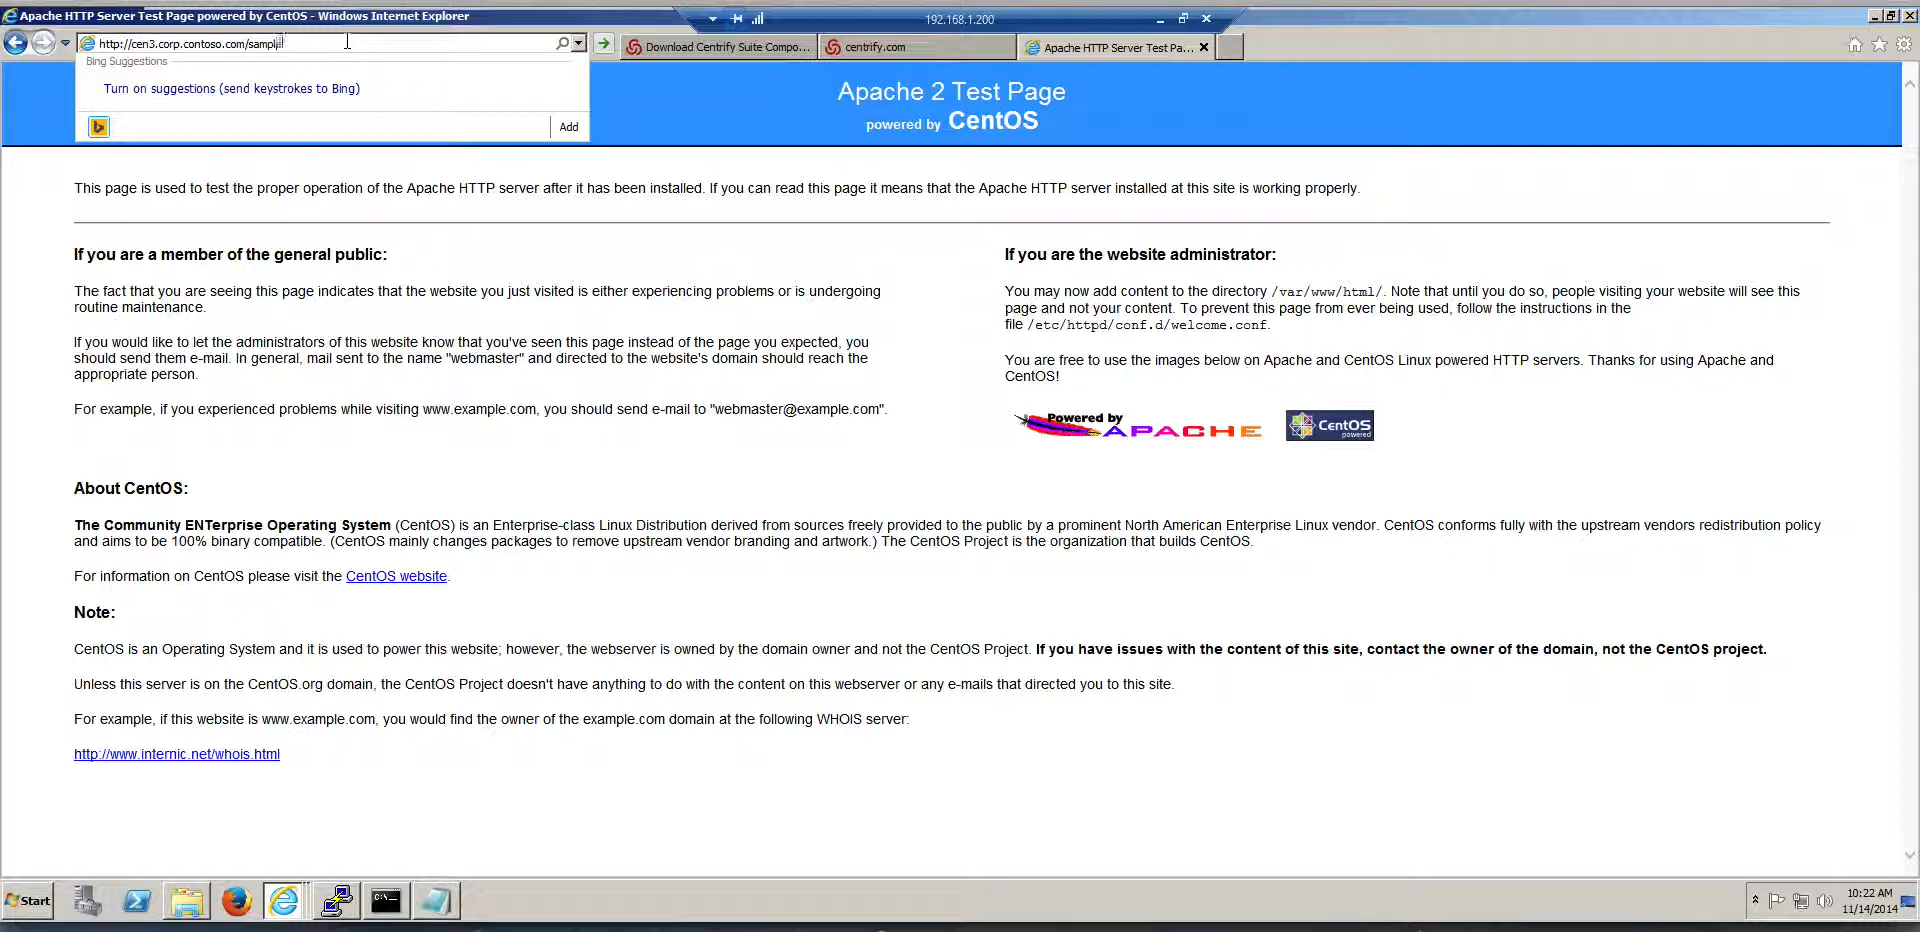 Apache HTTP Server Test Page powered by CentOS - Windows Internet Explorer
192.168.1.200
http://cen3.corp.contoso.com/sampl
Download Centrify Suite Compo...
centrify.com
Apache HTTP Server Test Pa...
Bing Suggestions
Turn on suggestions (send keystrokes to Bing)
Add
Apache 2 Test Page
powered by CentOS
This page is used to test the proper operation of the Apache HTTP server after it has been installed. If you can read this page it means that the Apache HTTP server installed at this site is working properly.
If you are a member of the general public:
The fact that you are seeing this page indicates that the website you just visited is either experiencing problems or is undergoing
routine maintenance.
If you would like to let the administrators of this website know that you've seen this page instead of the page you expected, you
should send them e-mail. In general, mail sent to the name "webmaster" and directed to the website's domain should reach the
appropriate person.
For example, if you experienced problems while visiting www.example.com, you should send e-mail to "webmaster@example.com".
If you are the website administrator:
You may now add content to the directory /var/www/html/. Note that until you do so, people visiting your website will see this
page and not your content. To prevent this page from ever being used, follow the instructions in the
file /etc/httpd/conf.d/welcome.conf.
You are free to use the images below on Apache and CentOS Linux powered HTTP servers. Thanks for using Apache and
CentOS!
Powered by
APACHE
CentOS
powered
About CentOS:
The Community ENTerprise Operating System (CentOS) is an Enterprise-class Linux Distribution derived from sources freely provided to the public by a prominent North American Enterprise Linux vendor. CentOS conforms fully with the upstream vendors redistribution policy
and aims to be 100% binary compatible. (CentOS mainly changes packages to remove upstream vendor branding and artwork.) The CentOS Project is the organization that builds CentOS.
For information on CentOS please visit the CentOS website.
Note:
CentOS is an Operating System and it is used to power this website; however, the webserver is owned by the domain owner and not the CentOS Project. If you have issues with the content of this site, contact the owner of the domain, not the CentOS project.
Unless this server is on the CentOS.org domain, the CentOS Project doesn't have anything to do with the content on this webserver or any e-mails that directed you to this site.
For example, if this website is www.example.com, you would find the owner of the example.com domain at the following WHOIS server:
http://www.internic.net/whois.html
Start
C:\
10:22 AM
11/14/2014